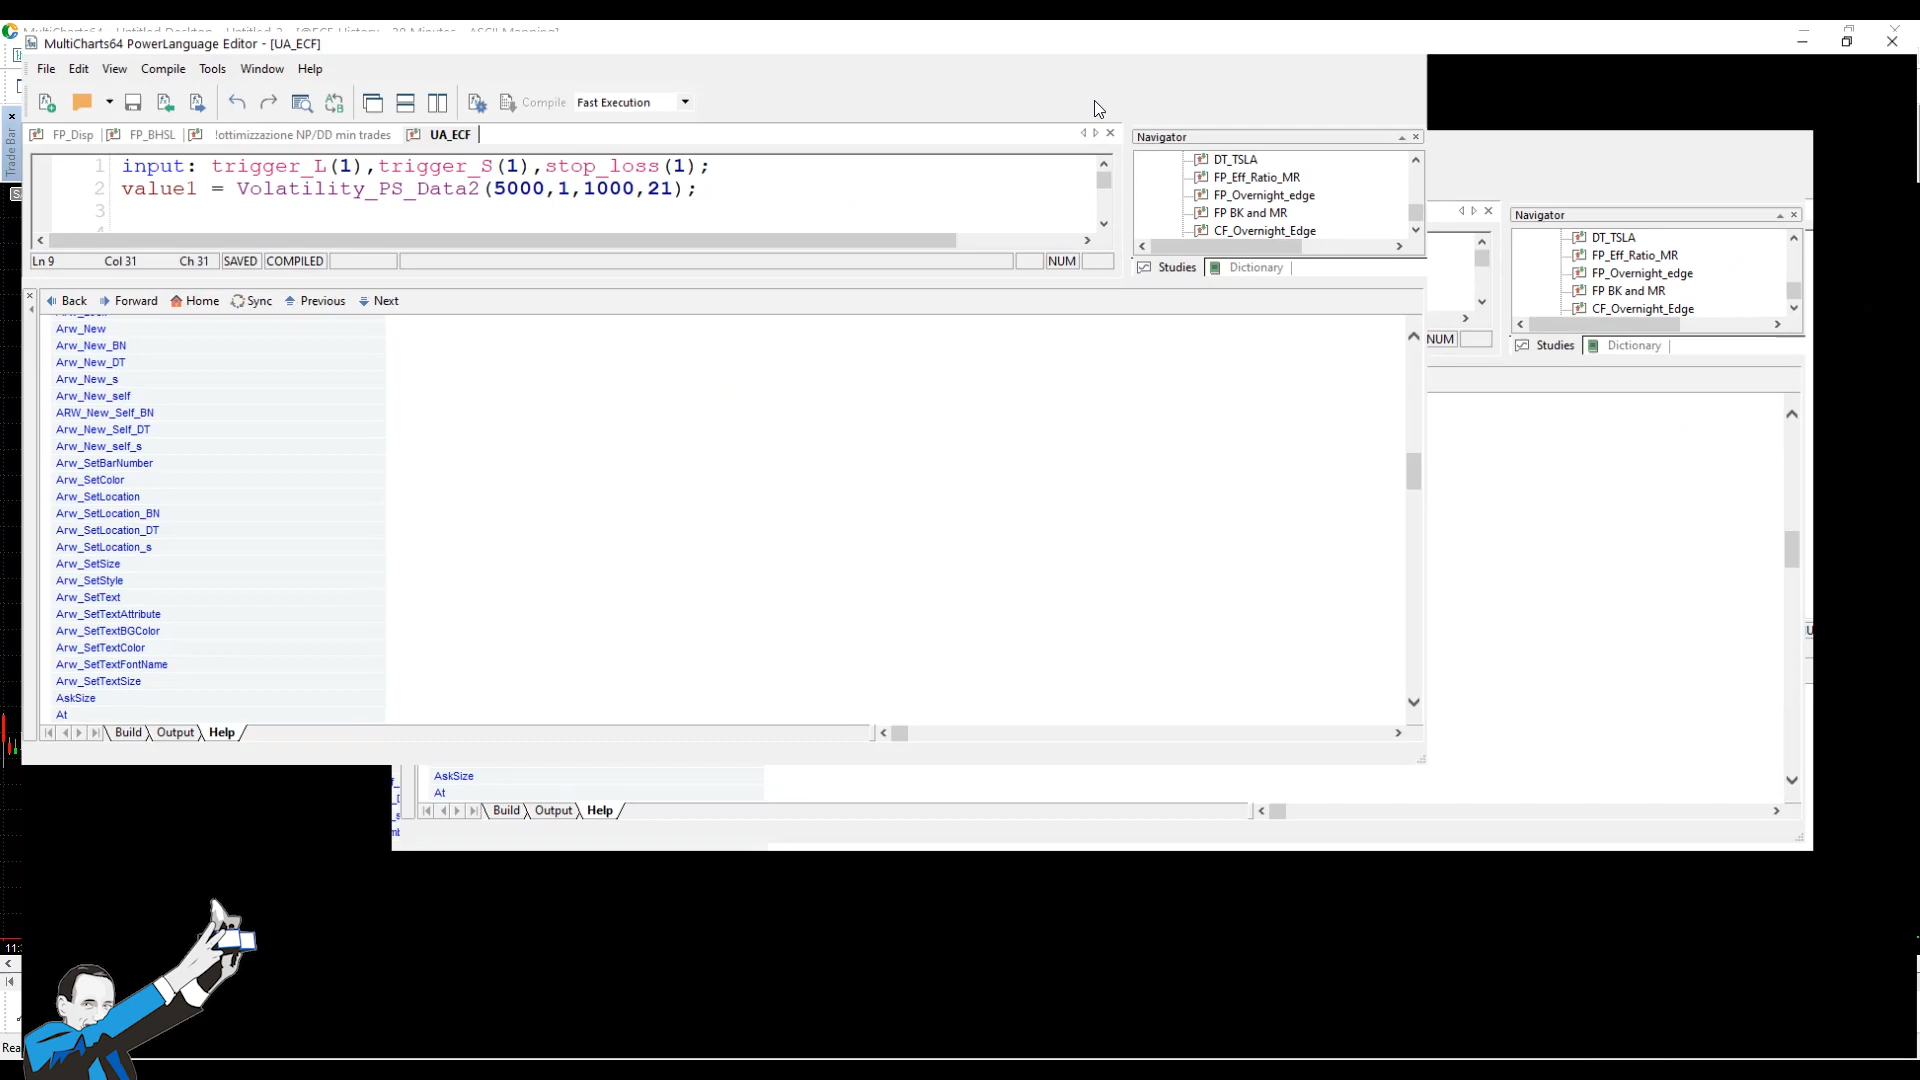 MultiCharts64 PowerLanguage Editor - [UA_ECF]
File Edit View Compile Tools Window Help
Compile Fast Execution
FP_Disp FP_BHSL !ottimizzazione NP/DD min trades UA_ECF
1 input: trigger_L(1),trigger_S(1),stop_loss(1);
2 value1 = Volatility_PS_Data2(5000,1,1000,21);
3
Ln 9 Col 31 Ch 31 SAVED COMPILED NUM
Navigator
DT_TSLA
FP_Eff_Ratio_MR
FP_Overnight_edge
FP BK and MR
CF_Overnight_Edge
Studies Dictionary
Navigator
DT_TSLA
FP_Eff_Ratio_MR
FP_Overnight_edge
FP BK and MR
CF_Overnight_Edge
NUM
Studies Dictionary
Trade Bar
Back Forward Home Sync Previous Next
Arw_New
Arw_New_BN
Arw_New_DT
Arw_New_s
Arw_New_self
ARW_New_Self_BN
Arw_New_Self_DT
Arw_New_self_s
Arw_SetBarNumber
Arw_SetColor
Arw_SetLocation
Arw_SetLocation_BN
Arw_SetLocation_DT
Arw_SetLocation_s
Arw_SetSize
Arw_SetStyle
Arw_SetText
Arw_SetTextAttribute
Arw_SetTextBGColor
Arw_SetTextColor
Arw_SetTextFontName
Arw_SetTextSize
AskSize
At
Build Output Help
AskSize
At
Build Output Help